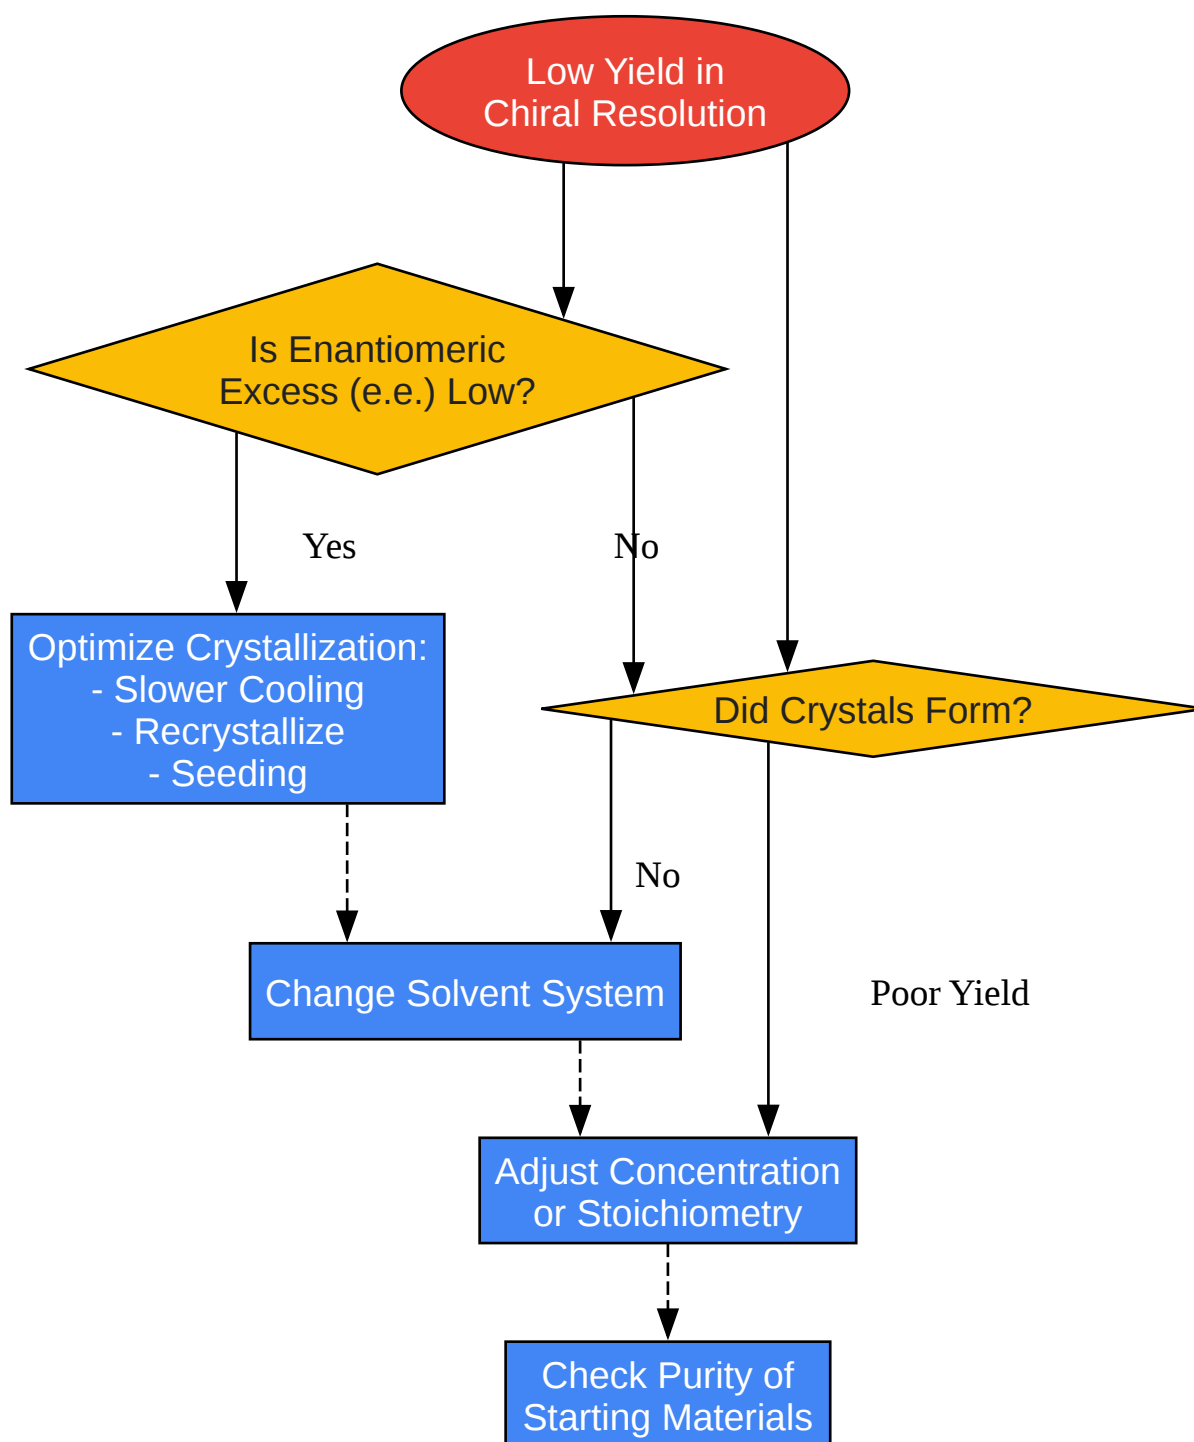 Low Yield in
Chiral Resolution
Is Enantiomeric
Excess (e.e.) Low?
Yes
No
Optimize Crystallization:
- Slower Cooling
- Recrystallize
- Seeding
Did Crystals Form?
No
Change Solvent System
Poor Yield
Adjust Concentration
or Stoichiometry
Check Purity of
Starting Materials